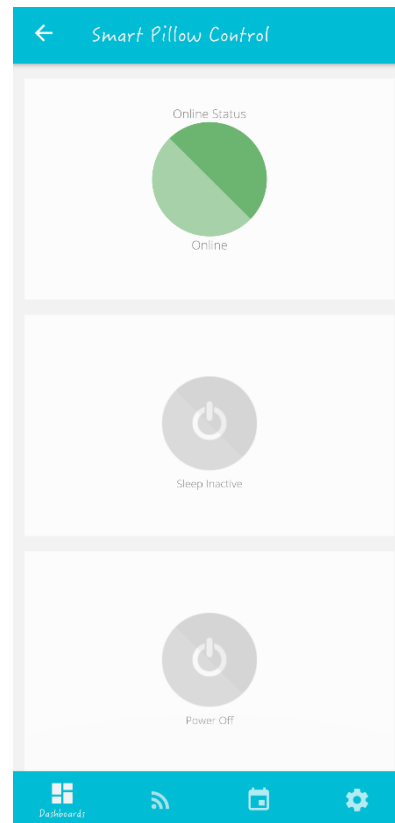 Smart Pillow Control
Online Status
Online
Sleep Inactive
Power Off
Dashboards